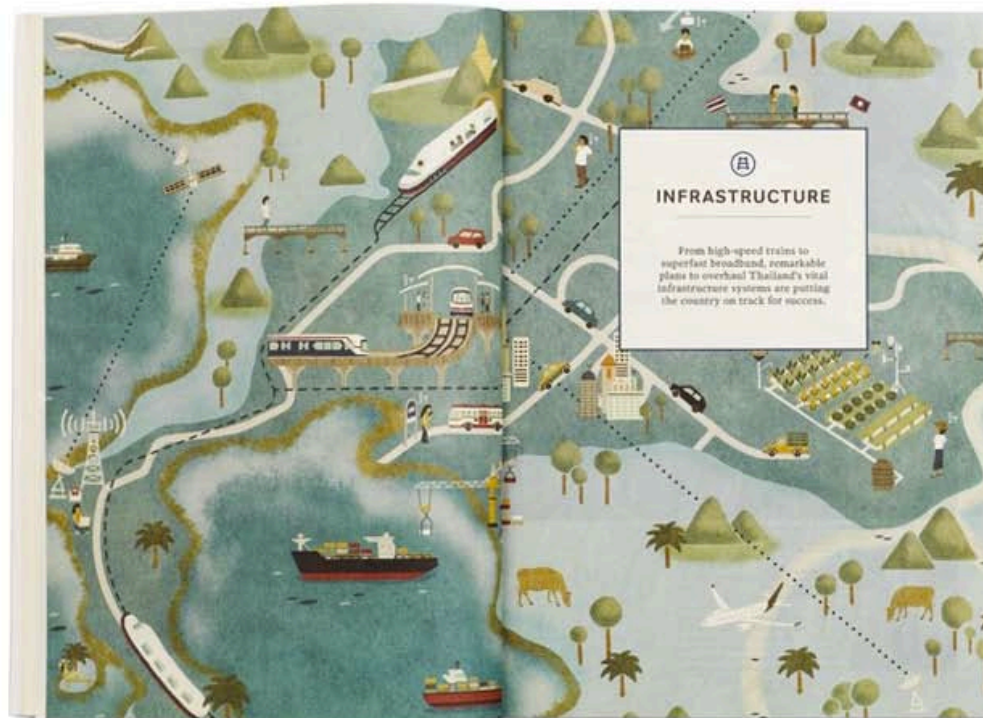 INFRASTRUCTURE
From high-speed trains to
superfast broadband, remarkable
plans to overhaul Thailand's vital
infrastructure systems are putting
the country on track for success.